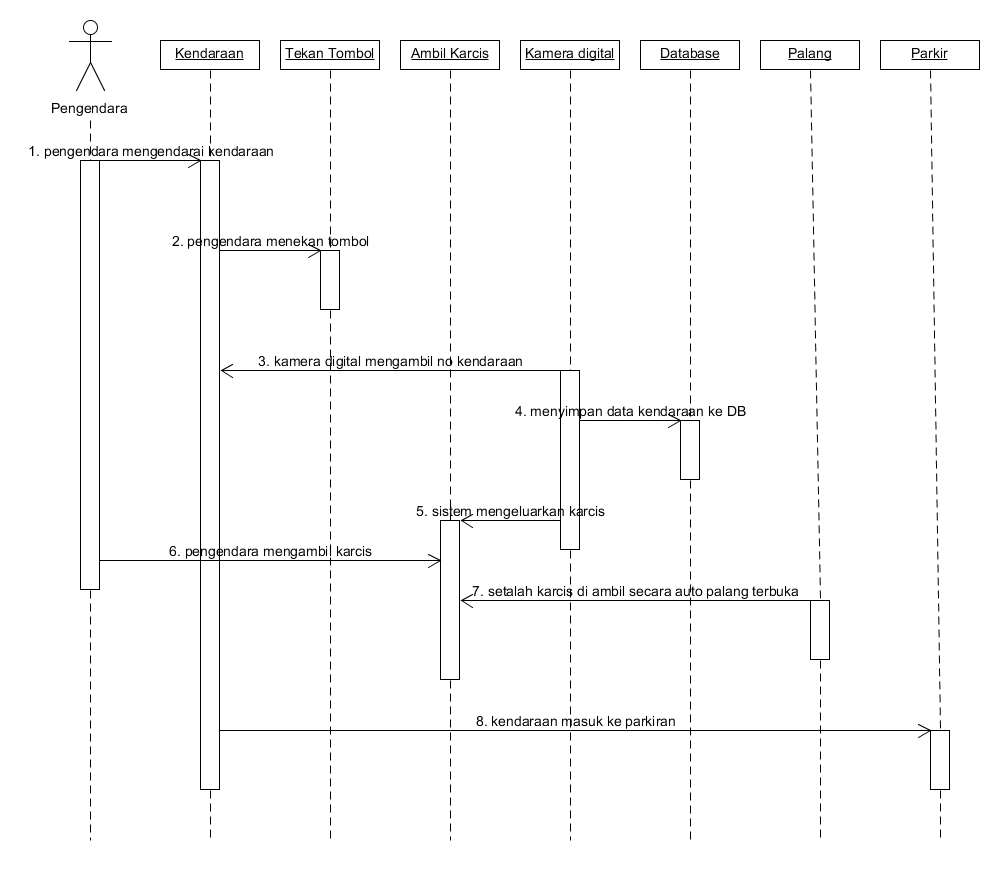 Kendaraan
Tekan Tombol
Ambil Karcis
Kamera digital
Database
Palang
Parkir
Pengendara
1. pengendara mengendarai kendaraan
2. pengendara menekan tombol
3. kamera digital mengambil no kendaraan
4. menyimpan data kendaraan ke DB
5. sistem mengeluarkan karcis
6. pengendara mengambil karcis
7. setalah karcis di ambil secara auto palang terbuka
8. kendaraan masuk ke parkiran